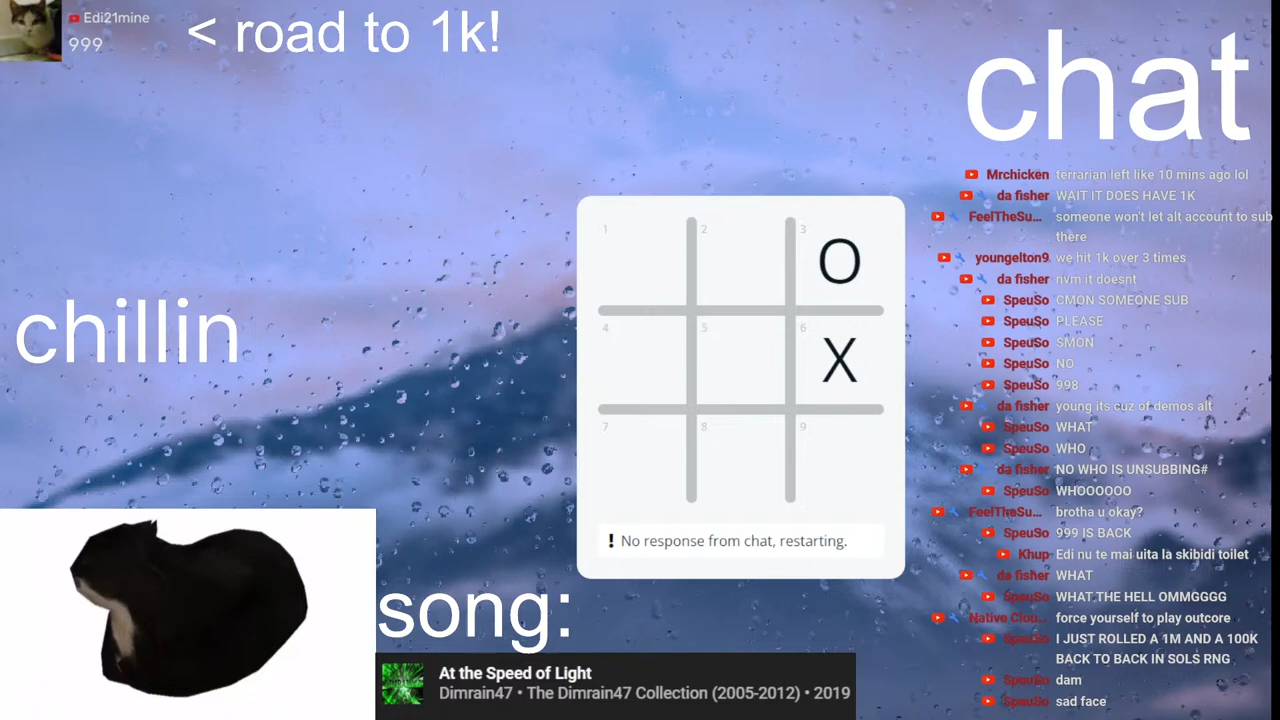 Edi21mine
999
< road to 1k!
chat
chillin
1
2
3
O
4
5
6
X
7
8
9
! No response from chat, restarting.
song:
At the Speed of Light
Dimrain47 • The Dimrain47 Collection (2005-2012) • 2019
Mrchicken terrarian left like 10 mins ago lol
da fisher WAIT IT DOES HAVE 1K
FeelTheSu... someone won't let alt account to sub
there
youngelton9. we hit 1k over 3 times
da fisher nvm it doesnt
SpeuSo CMON SOMEONE SUB
SpeuSo PLEASE
SpeuSo SMON
SpeuSo NO
SpeuSo 998
da fisher young its cuz of demos alt
SpeuSo WHAT
SpeuSo WHO
da fisher NO WHO IS UNSUBBING#
SpeuSo WHOOOOOO
FeelTheSu... brotha u okay?
SpeuSo 999 IS BACK
Khup Edi nu te mai uita la skibidi toilet
da fisher WHAT
SpeuSo WHAT THE HELL OMMGGGG
Native Clou... force yourself to play outcore
SpeuSo I JUST ROLLED A 1M AND A 100K
BACK TO BACK IN SOLS RNG
SpeuSo dam
SpeuSo sad face